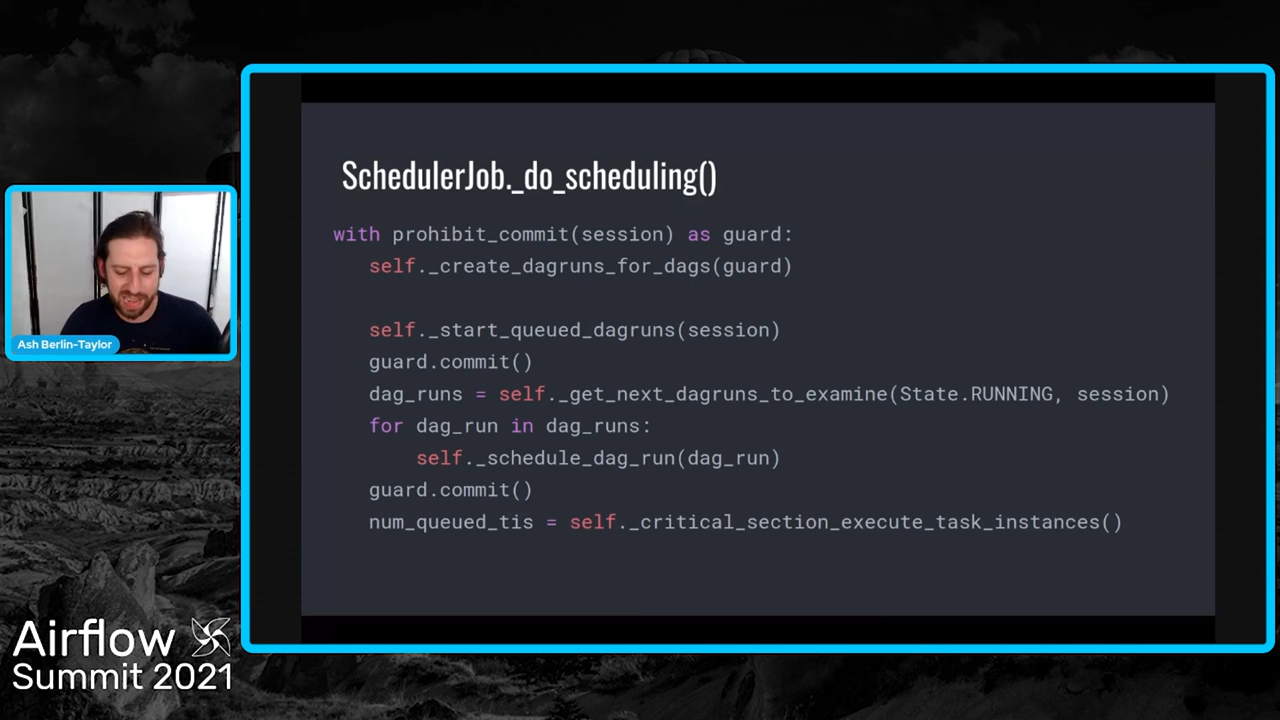 SchedulerJob._do_scheduling()
with prohibit_commit(session) as guard:
self._create_dagruns_for_dags(guard)
self._start_queued_dagruns(session)
guard.commit()
dag_runs = self._get_next_dagruns_to_examine(State.RUNNING, session)
for dag_run in dag_runs:
self._schedule_dag_run(dag_run)
guard.commit()
num_queued_tis = self._critical_section_execute_task_instances()
Ash Berlin-Taylor
Airflow
Summit 2021